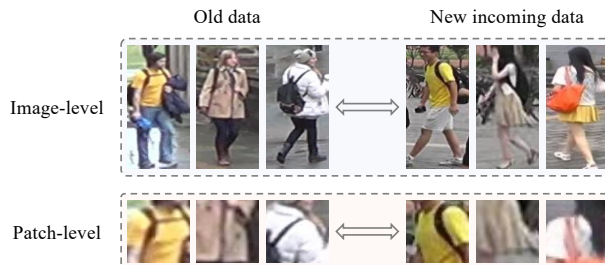 Old data
New incoming data
Image-level
Patch-level